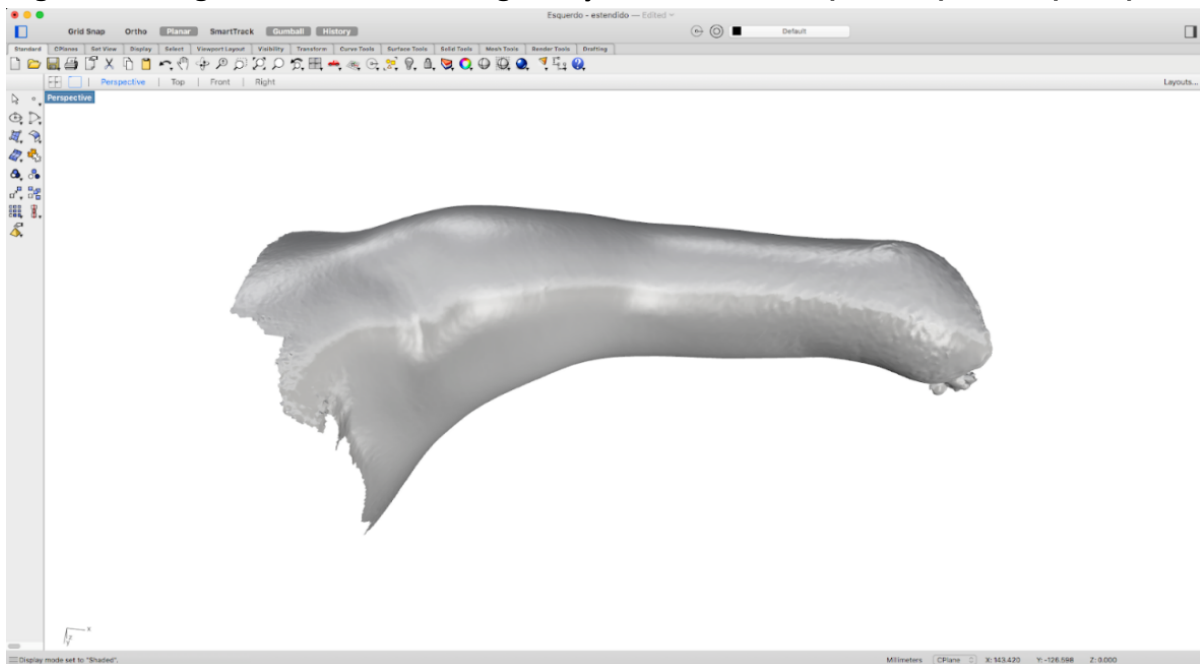 Esquerdo - estendido — Edited
Grid Snap Ortho Planar SmartTrack Gumball History Default
Standard CPlanes Set View Display Select Viewport Layout Visibility Transform Curve Tools Surface Tools Solid Tools Mesh Tools Render Tools Drafting
Perspective | Top | Front | Right Layouts...
Perspective
x
y
Display mode set to "Shaded".
Millimeters CPlane X: 143.420 Y: -126.598 Z: 0.000